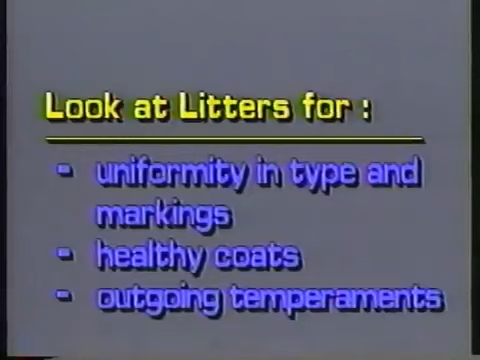 Look at Litters for :
- uniformity in type and
markings
- healthy coats
- outgoing temperaments